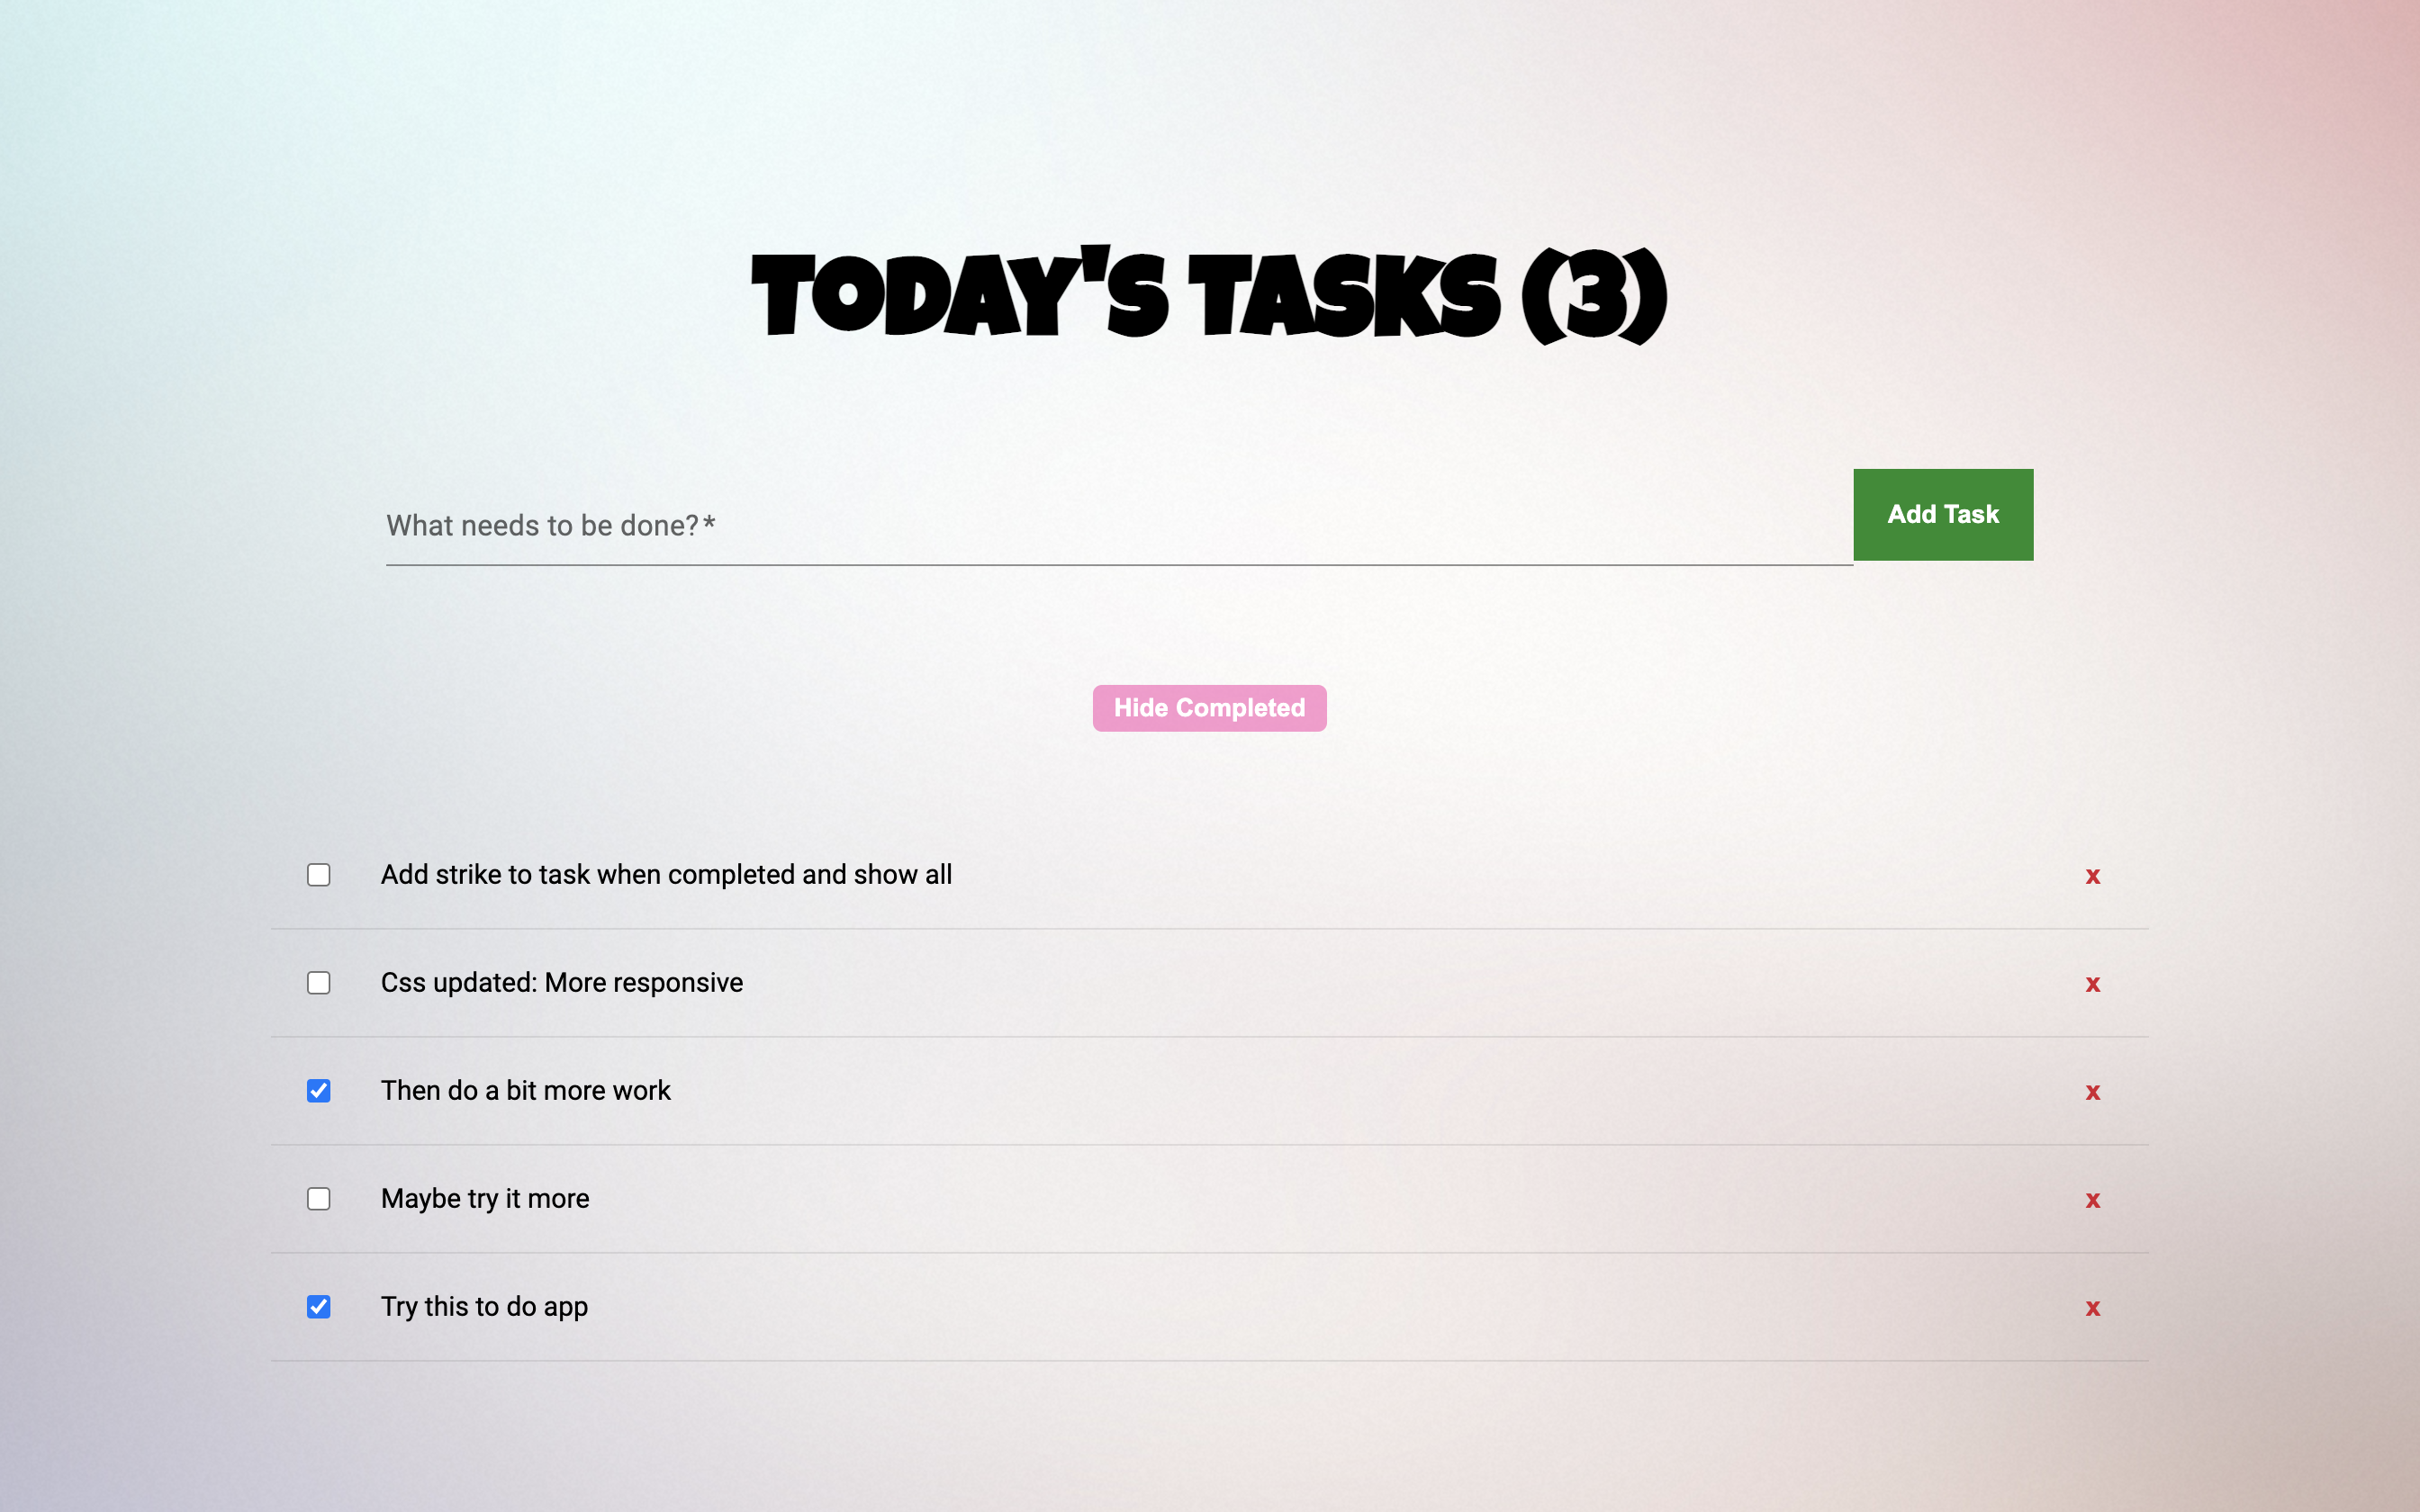 TODAY'S TASKS (3)
What needs to be done?*
Add Task
Hide Completed
Add strike to task when completed and show all x
Css updated: More responsive x
Then do a bit more work x
Maybe try it more x
Try this to do app x